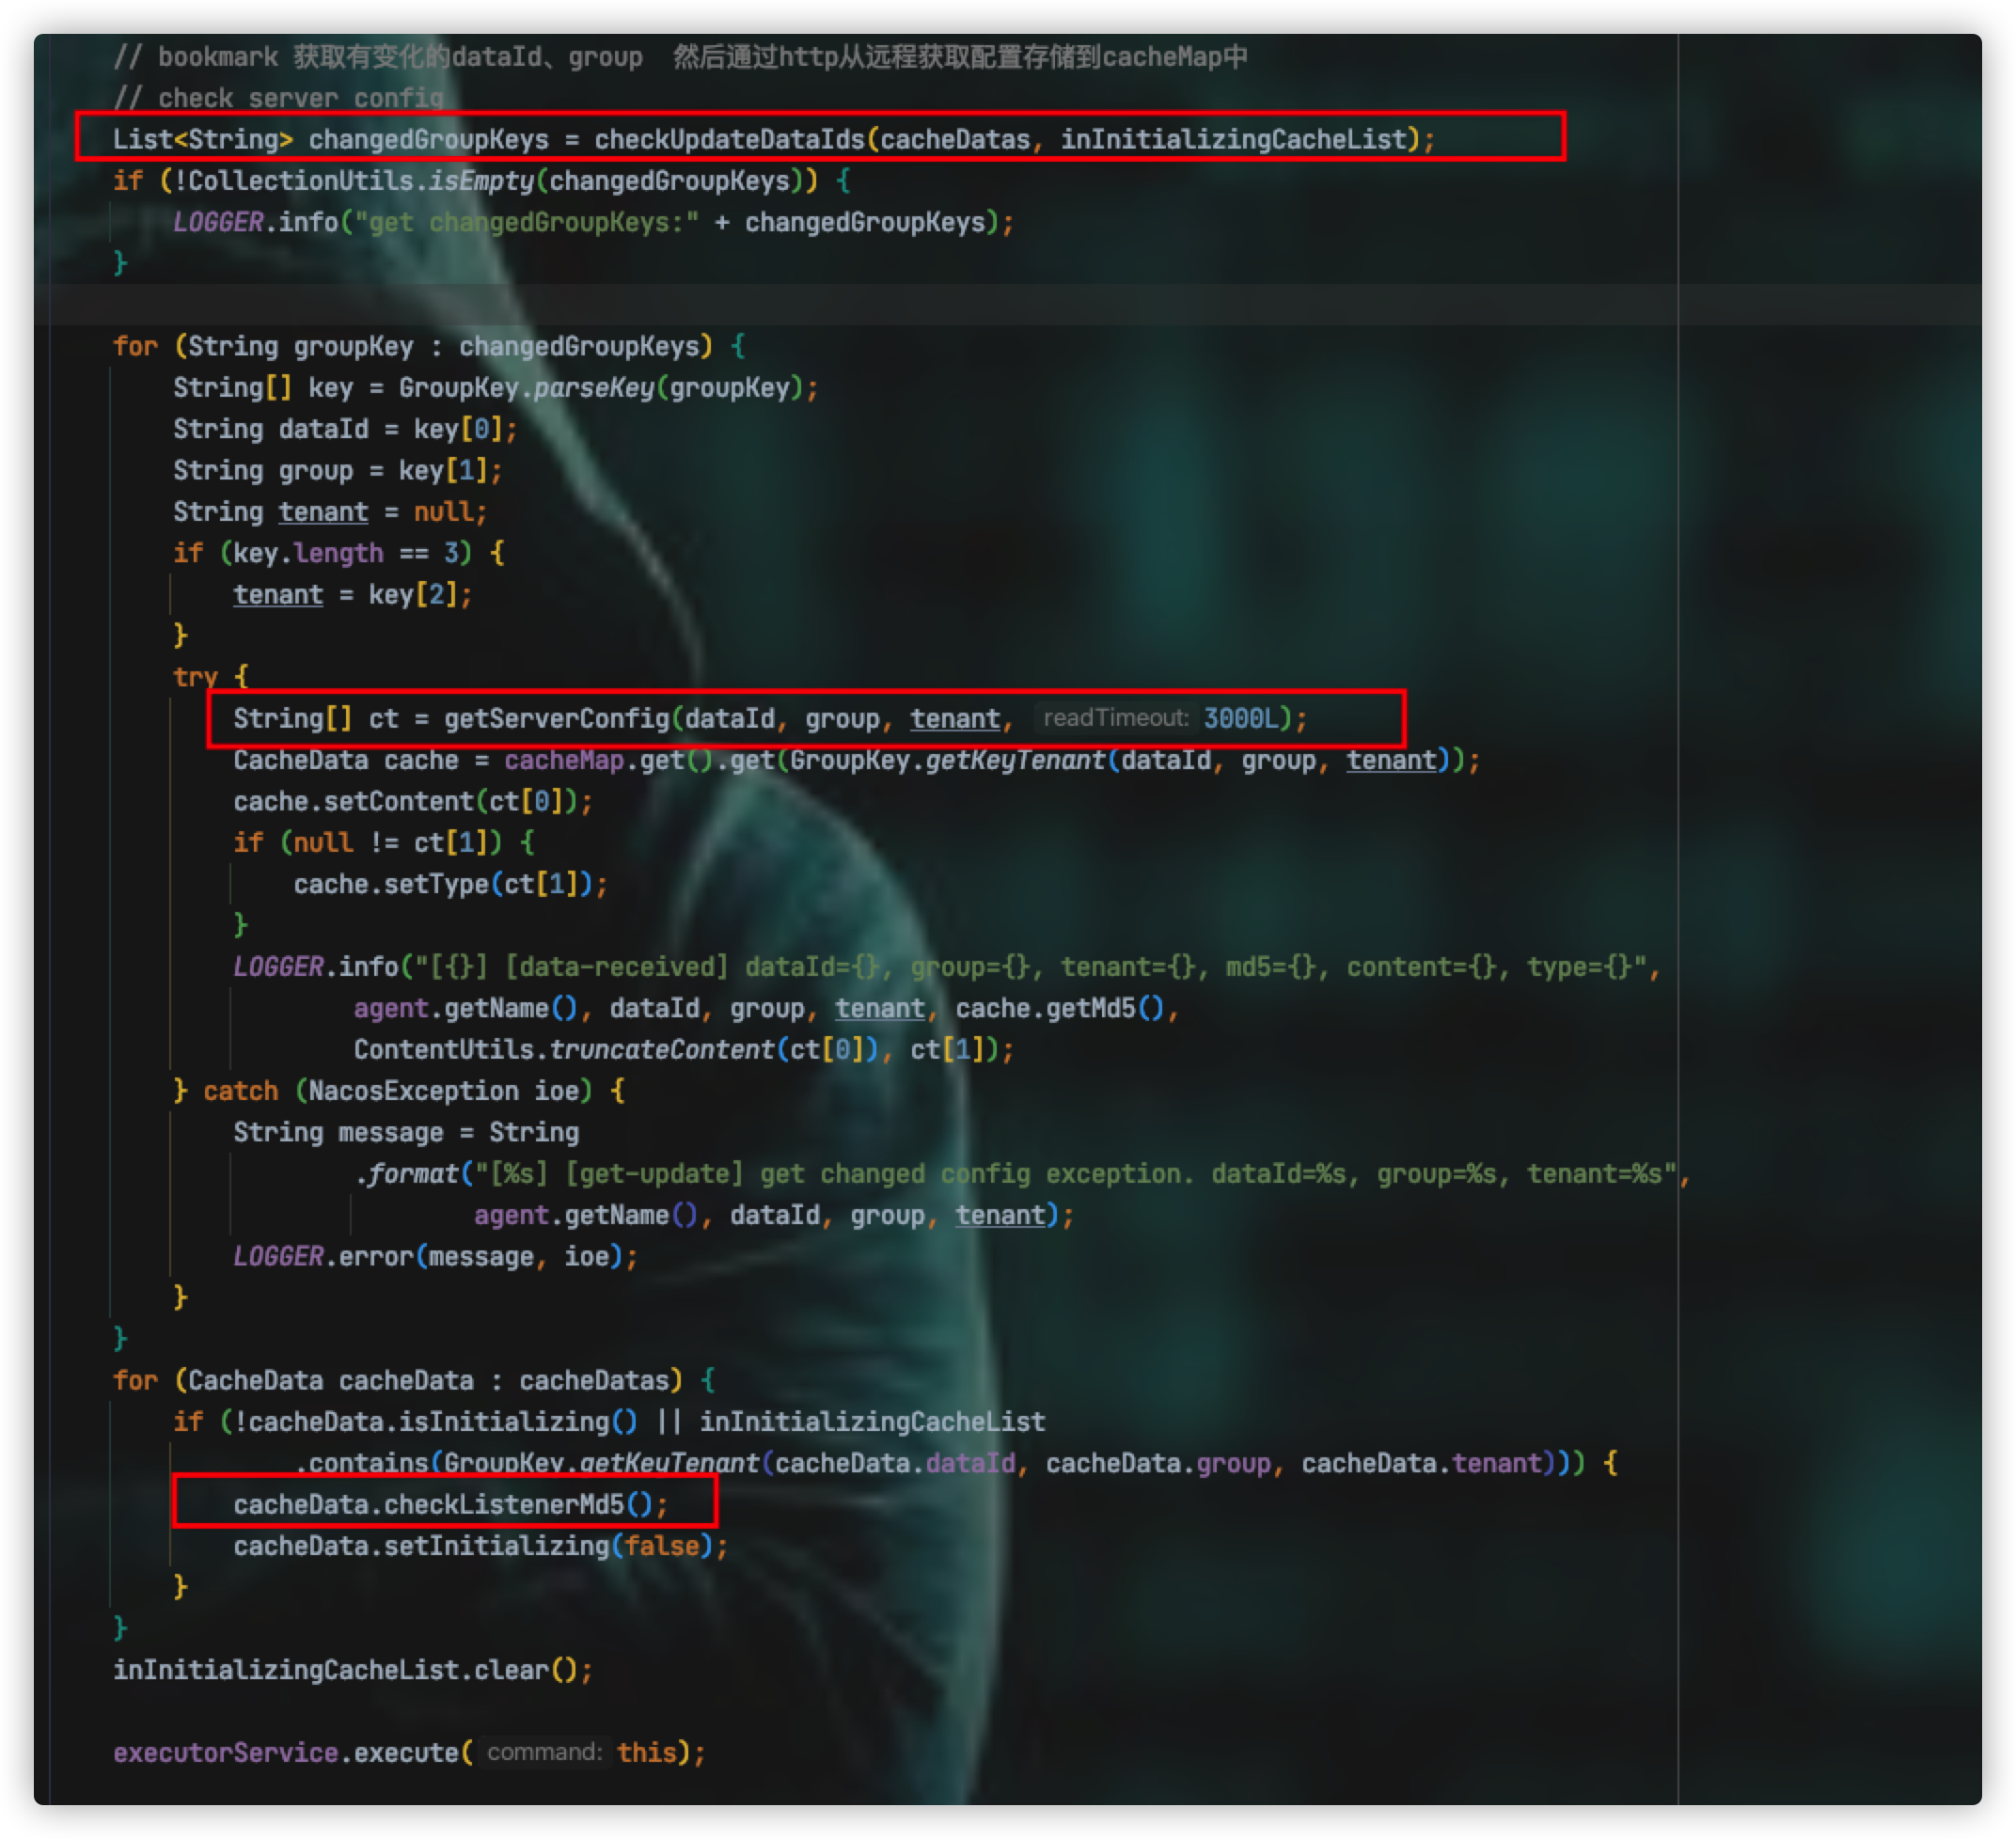 // bookmark 获取有变化的dataId、group  然后通过http从远程获取配置存储到cacheMap中
// check server config
List<String> changedGroupKeys = checkUpdateDataIds(cacheDatas, inInitializingCacheList);
if (!CollectionUtils.isEmpty(changedGroupKeys)) {
    LOGGER.info("get changedGroupKeys:" + changedGroupKeys);
}
for (String groupKey : changedGroupKeys) {
    String[] key = GroupKey.parseKey(groupKey);
    String dataId = key[0];
    String group = key[1];
    String tenant = null;
    if (key.length == 3) {
        tenant = key[2];
    }
    try {
        String[] ct = getServerConfig(dataId, group, tenant, readTimeout: 3000L);
        CacheData cache = cacheMap.get().get(GroupKey.getKeyTenant(dataId, group, tenant));
        cache.setContent(ct[0]);
        if (null != ct[1]) {
            cache.setType(ct[1]);
        }
        LOGGER.info("[{}] [data-received] dataId={}, group={}, tenant={}, md5={}, content={}, type={}",
                agent.getName(), dataId, group, tenant, cache.getMd5(),
                ContentUtils.truncateContent(ct[0]), ct[1]);
    } catch (NacosException ioe) {
        String message = String
                .format("[%s] [get-update] get changed config exception. dataId=%s, group=%s, tenant=%s",
                        agent.getName(), dataId, group, tenant);
        LOGGER.error(message, ioe);
    }
}
for (CacheData cacheData : cacheDatas) {
    if (!cacheData.isInitializing() || inInitializingCacheList
            .contains(GroupKey.getKeyTenant(cacheData.dataId, cacheData.group, cacheData.tenant))) {
        cacheData.checkListenerMd5();
        cacheData.setInitializing(false);
    }
}
inInitializingCacheList.clear();
executorService.execute( command: this);